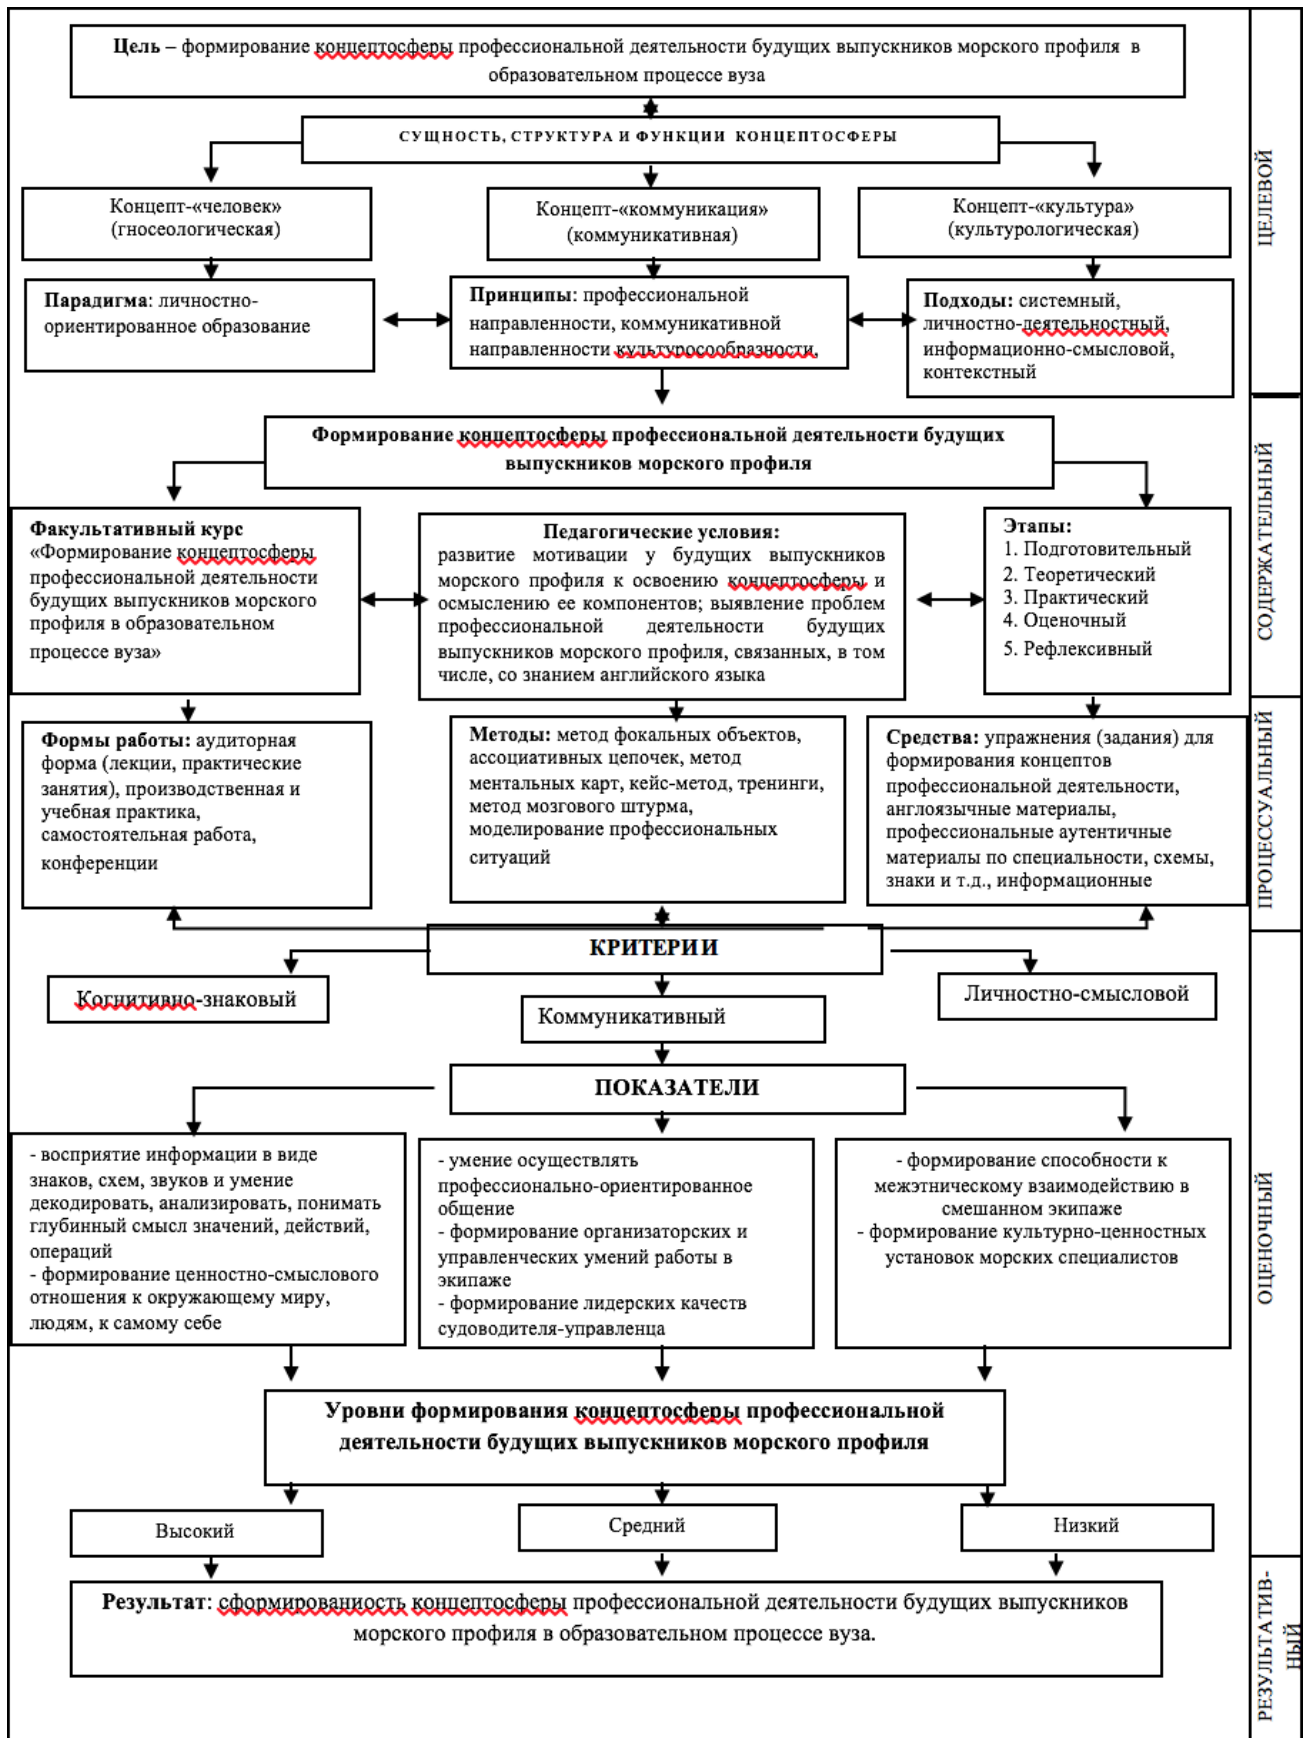 Цель – формирование концептосферы профессиональной деятельности будущих выпускников морского профиля в
образовательном процессе вуза
СУЩНОСТЬ, СТРУКТУРА И ФУНКЦИИ КОНЦЕПТОСФЕРЫ
Концепт-«человек»
(гносеологическая)
Концепт-«коммуникация»
(коммуникативная)
Концепт-«культура»
(культурологическая)
Парадигма: личностно-
ориентированное образование
Принципы: профессиональной
направленности, коммуникативной
направленности культуросообразности,
Подходы: системный,
личностно-деятельностный,
информационно-смысловой,
контекстный
ЦЕЛЕВОЙ
Формирование концептосферы профессиональной деятельности будущих
выпускников морского профиля
Факультативный курс
«Формирование концептосферы
профессиональной деятельности
будущих выпускников морского
профиля в образовательном
процессе вуза»
Педагогические условия:
развитие мотивации у будущих выпускников
морского профиля к освоению концептосферы и
осмыслению ее компонентов; выявление проблем
профессиональной деятельности будущих
выпускников морского профиля, связанных, в том
числе, со знанием английского языка
Этапы:
1. Подготовительный
2. Теоретический
3. Практический
4. Оценочный
5. Рефлексивный
СОДЕРЖАТЕЛЬНЫЙ
Формы работы: аудиторная
форма (лекции, практические
занятия), производственная и
учебная практика,
самостоятельная работа,
конференции
Методы: метод фокальных объектов,
ассоциативных цепочек, метод
ментальных карт, кейс-метод, тренинги,
метод мозгового штурма,
моделирование профессиональных
ситуаций
Средства: упражнения (задания) для
формирования концептов
профессиональной деятельности,
англоязычные материалы,
профессиональные аутентичные
материалы по специальности, схемы,
знаки и т.д., информационные
ПРОЦЕССУАЛЬНЫЙ
КРИТЕРИИ
Когнитивно-знаковый
Коммуникативный
Личностно-смысловой
ПОКАЗАТЕЛИ
- восприятие информации в виде
знаков, схем, звуков и умение
декодировать, анализировать, понимать
глубинный смысл значений, действий,
операций
- формирование ценностно-смыслового
отношения к окружающему миру,
людям, к самому себе
- умение осуществлять
профессионально-ориентированное
общение
- формирование организаторских и
управленческих умений работы в
экипаже
- формирование лидерских качеств
судоводителя-управленца
- формирование способности к
межэтническому взаимодействию в
смешанном экипаже
- формирование культурно-ценностных
установок морских специалистов
ОЦЕНОЧНЫЙ
Уровни формирования концептосферы профессиональной
деятельности будущих выпускников морского профиля
Высокий
Средний
Низкий
Результат: сформированность концептосферы профессиональной деятельности будущих выпускников
морского профиля в образовательном процессе вуза.
РЕЗУЛЬТАТИВ-
НЫЙ